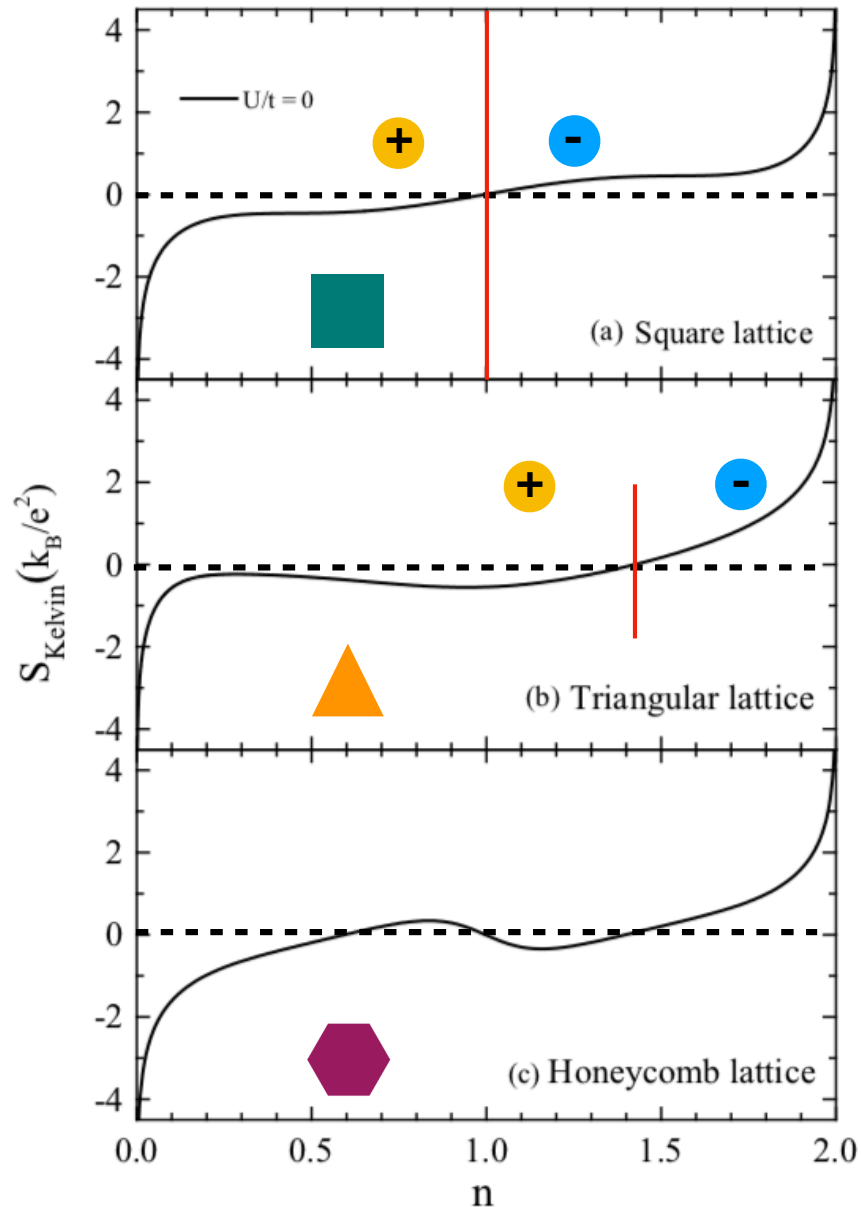 4
2
0
-2
-4
U/t = 0
+
-
(a) Square lattice
4
2
0
-2
-4
+
-
(b) Triangular lattice
S_Kelvin(k_B/e^2)
4
2
0
-2
-4
(c) Honeycomb lattice
0.0 0.5 1.0 1.5 2.0
n